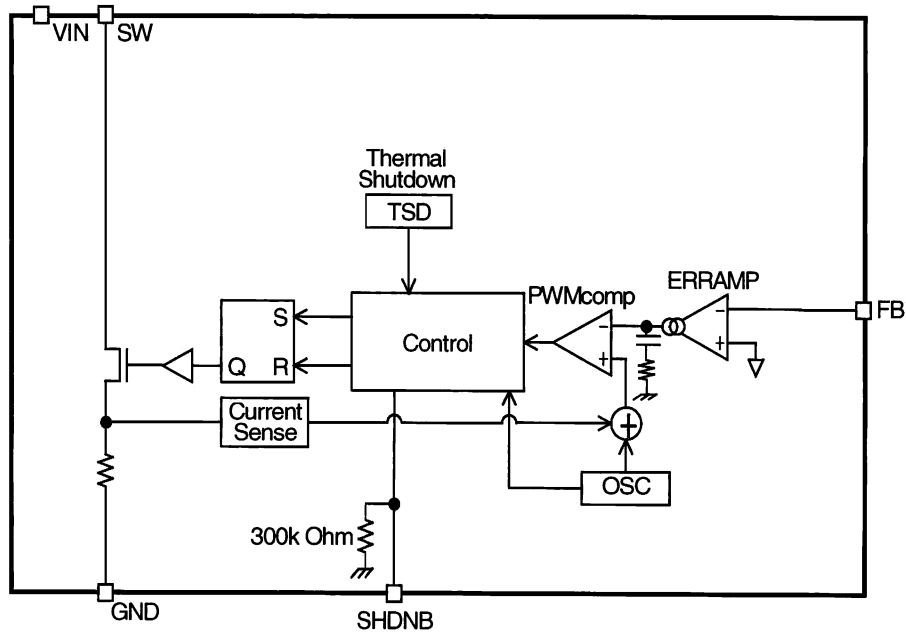 VIN
SW
Thermal
Shutdown
TSD
PWMcomp
ERRAMP
FB
S
Control
−
+
−
+
Q
R
Current
Sense
+
OSC
300k Ohm
GND
SHDNB